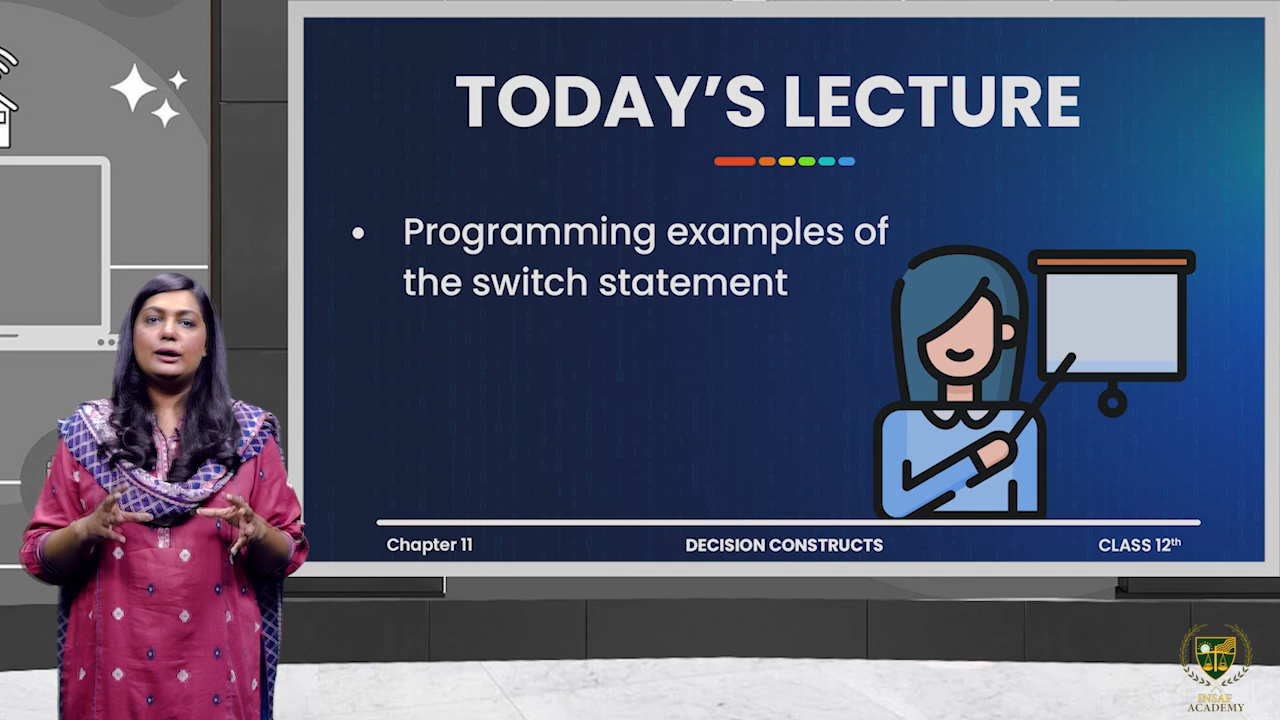 TODAY’S LECTURE
• Programming examples of
the switch statement
Chapter 11
DECISION CONSTRUCTS
CLASS 12th
INSAF
ACADEMY